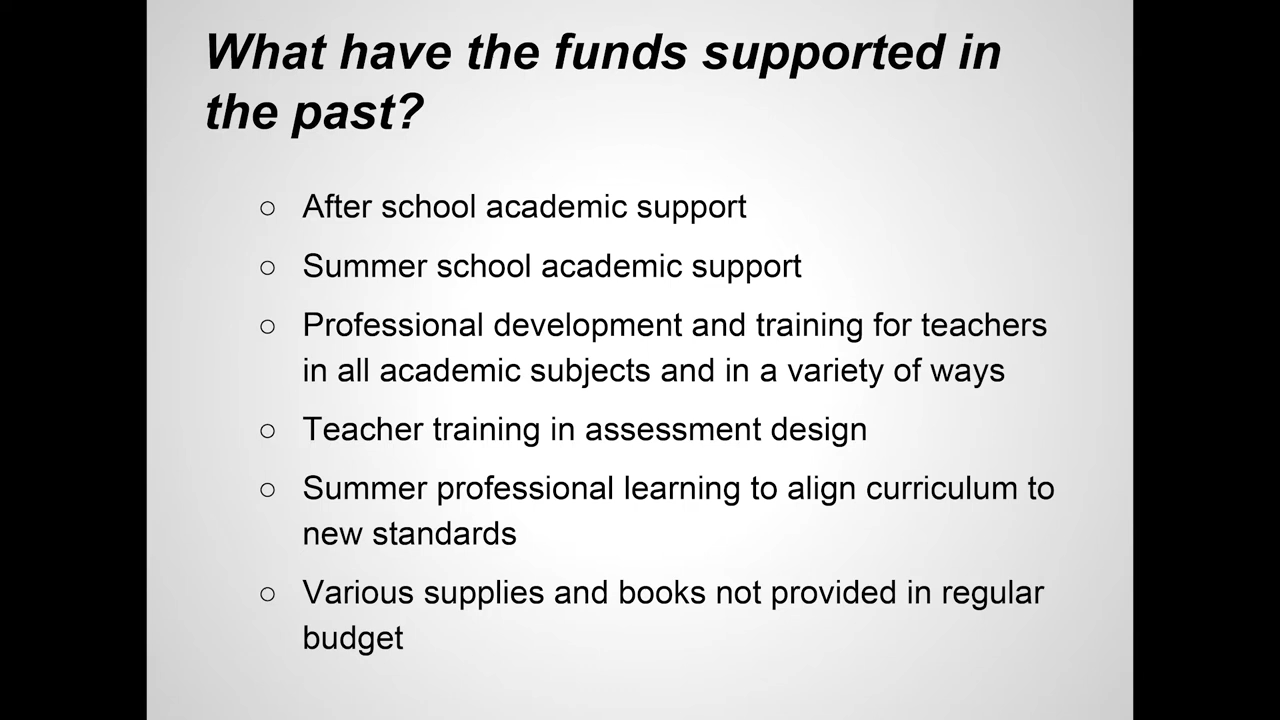 What have the funds supported in
the past?
○ After school academic support
○ Summer school academic support
○ Professional development and training for teachers
in all academic subjects and in a variety of ways
○ Teacher training in assessment design
○ Summer professional learning to align curriculum to
new standards
○ Various supplies and books not provided in regular
budget